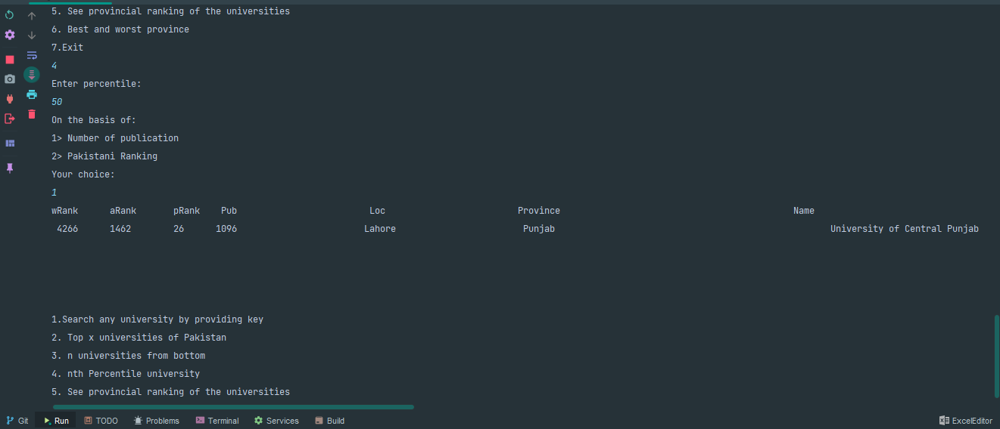 5. See provincial ranking of the universities
6. Best and worst province
7.Exit
4
Enter percentile:
50
On the basis of:
1> Number of publication
2> Pakistani Ranking
Your choice:
1
wRank aRank pRank Pub Loc Province Name
4266 1462 26 1096 Lahore Punjab University of Central Punjab
1.Search any university by providing key
2. Top x universities of Pakistan
3. n universities from bottom
4. nth Percentile university
5. See provincial ranking of the universities
Git Run TODO Problems Terminal Services Build ExcelEditor